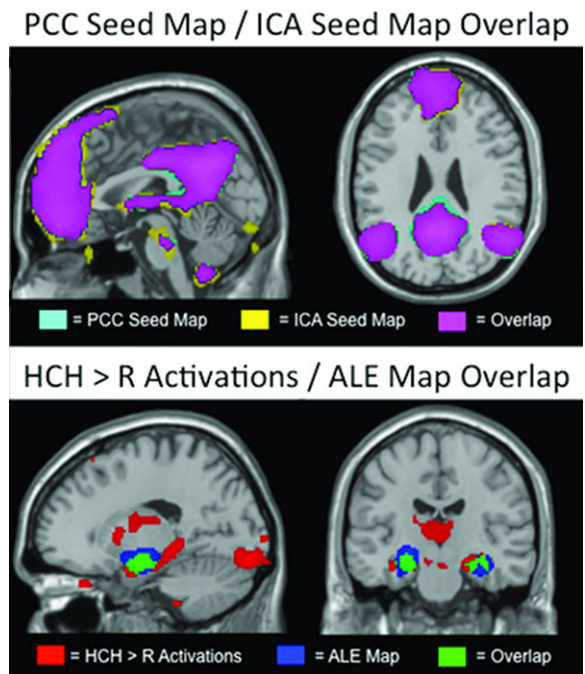 PCC Seed Map / ICA Seed Map Overlap
= PCC Seed Map = ICA Seed Map = Overlap
HCH > R Activations / ALE Map Overlap
= HCH > R Activations = ALE Map = Overlap